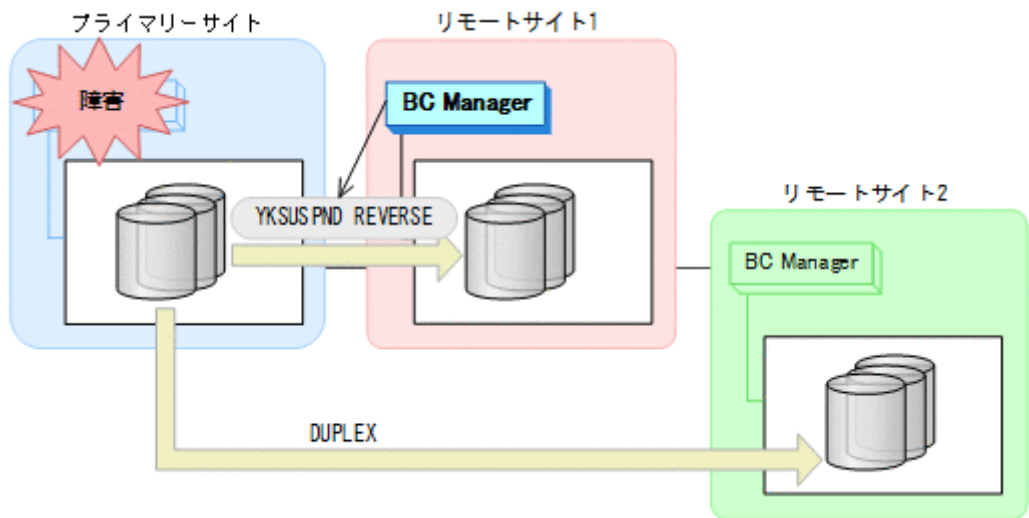 プライマリーサイト
リモートサイト1
障害
BC Manager
YKSUSPND REVERSE
リモートサイト2
BC Manager
DUPLEX